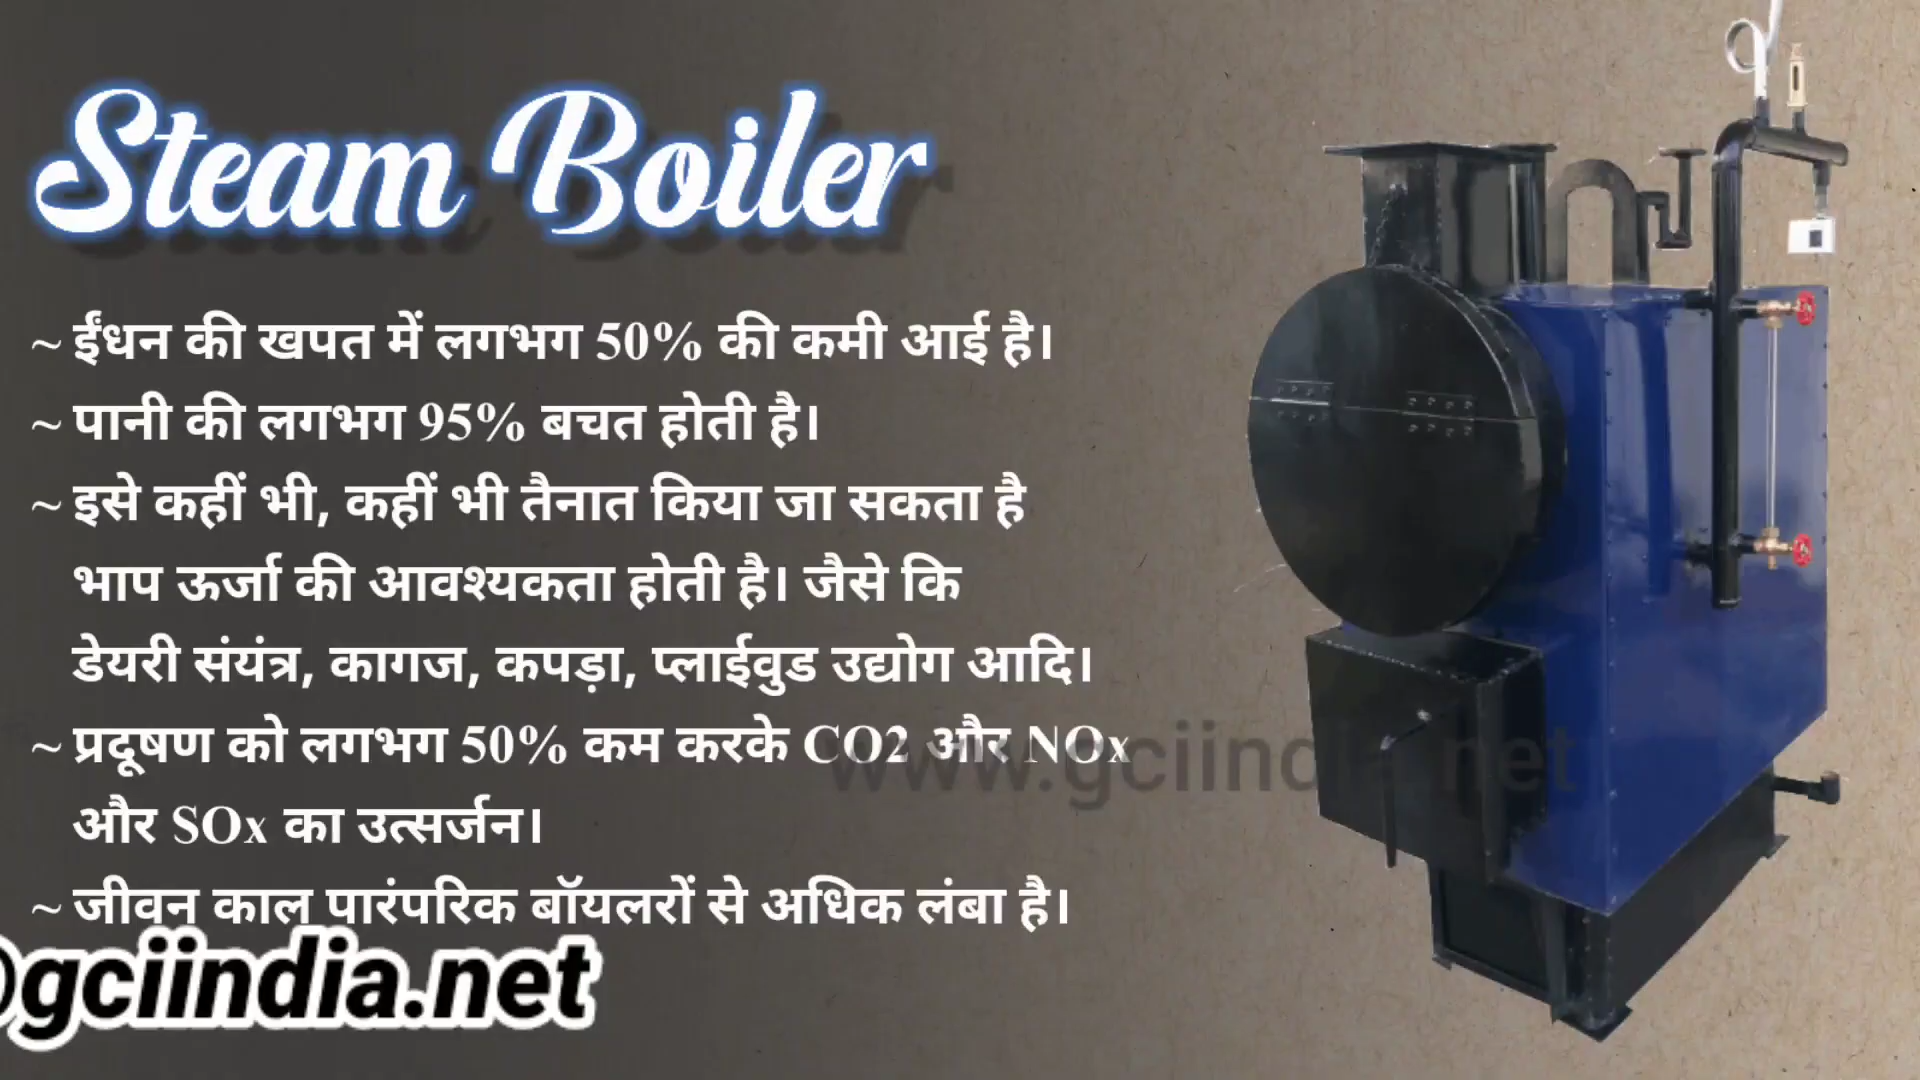 Steam Boiler
~ ईंधन की खपत में लगभग 50% की कमी आई है।
~ पानी की लगभग 95% बचत होती है।
~ इसे कहीं भी, कहीं भी तैनात किया जा सकता है
भाप ऊर्जा की आवश्यकता होती है। जैसे कि
डेयरी संयंत्र, कागज, कपड़ा, प्लाईवुड उद्योग आदि।
~ प्रदूषण को लगभग 50% कम करके CO2 और NOx
www.gciindia.net
और SOx का उत्सर्जन।
~ जीवन काल पारंपरिक बॉयलरों से अधिक लंबा है।
@gciindia.net